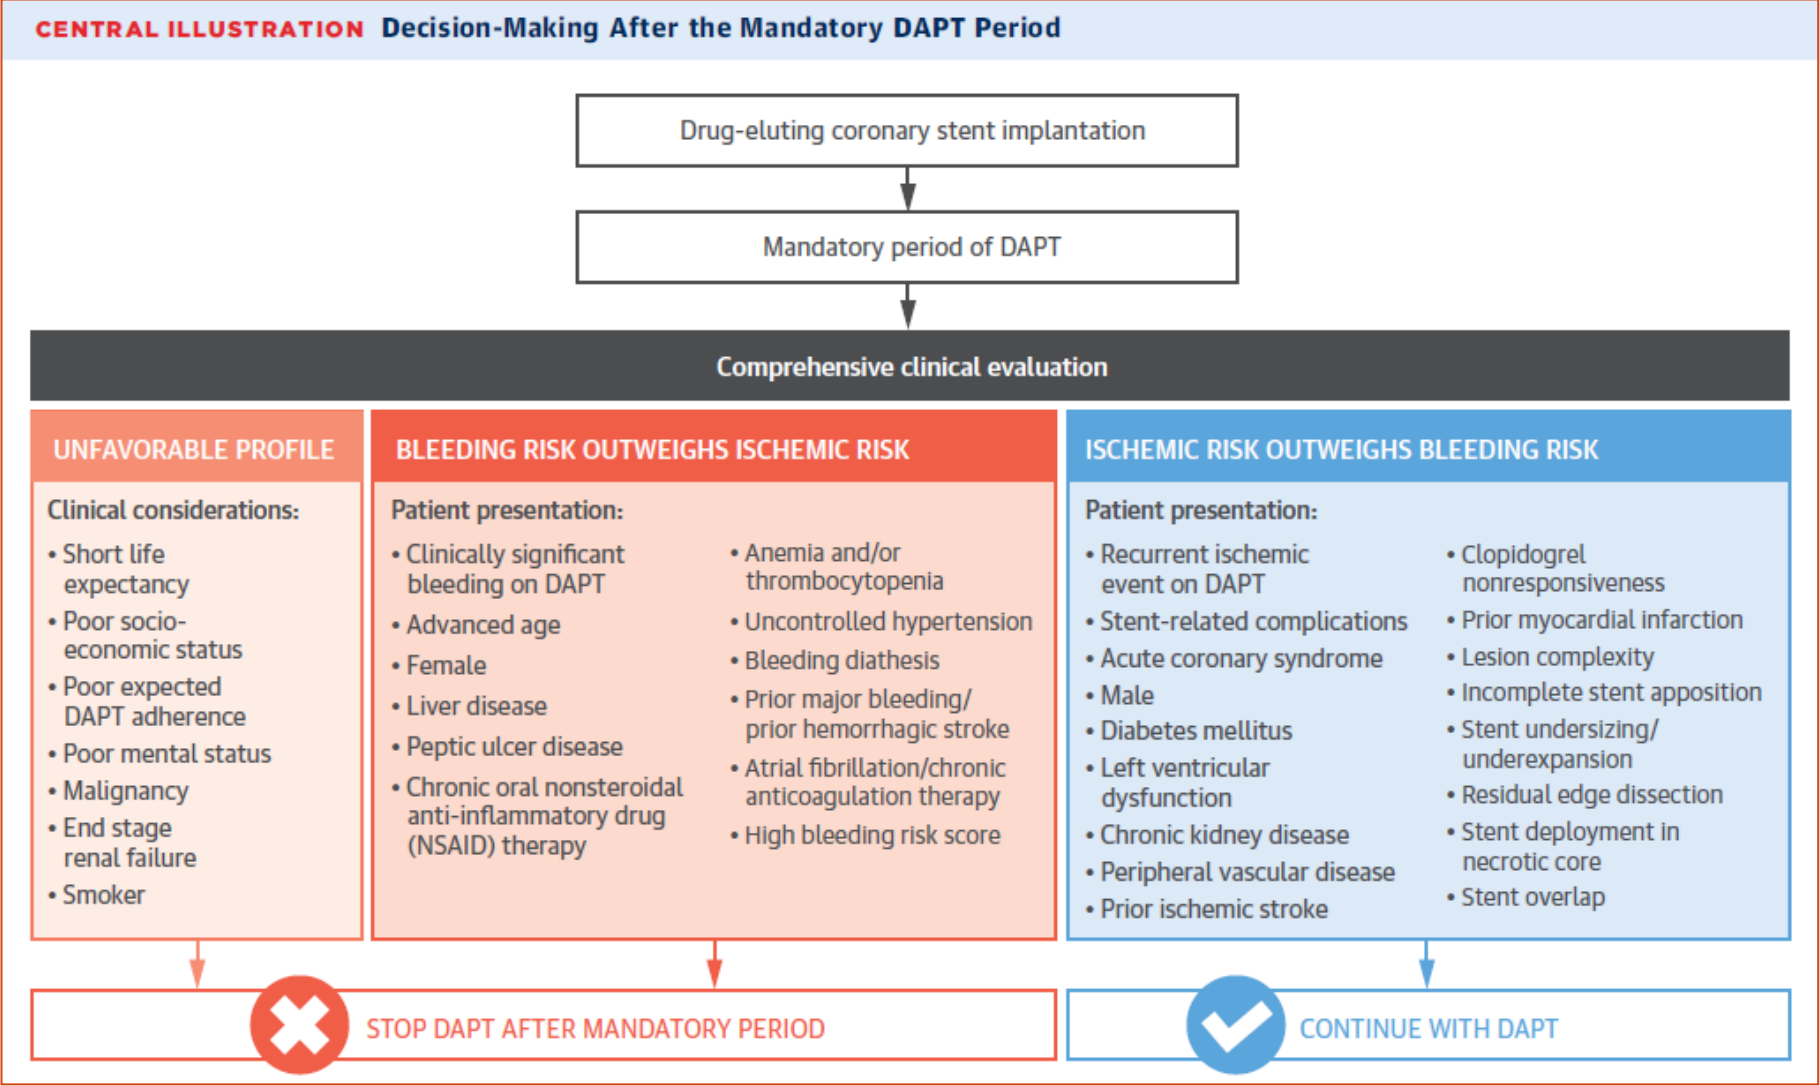 CENTRAL ILLUSTRATION Decision-Making After the Mandatory DAPT Period
Drug-eluting coronary stent implantation
Mandatory period of DAPT
Comprehensive clinical evaluation
UNFAVORABLE PROFILE
Clinical considerations:
• Short life
expectancy
• Poor socio-
economic status
• Poor expected
DAPT adherence
• Poor mental status
• Malignancy
• End stage
renal failure
• Smoker
BLEEDING RISK OUTWEIGHS ISCHEMIC RISK
Patient presentation:
• Clinically significant
bleeding on DAPT
• Advanced age
• Female
• Liver disease
• Peptic ulcer disease
• Chronic oral nonsteroidal
anti-inflammatory drug
(NSAID) therapy
• Anemia and/or
thrombocytopenia
• Uncontrolled hypertension
• Bleeding diathesis
• Prior major bleeding/
prior hemorrhagic stroke
• Atrial fibrillation/chronic
anticoagulation therapy
• High bleeding risk score
ISCHEMIC RISK OUTWEIGHS BLEEDING RISK
Patient presentation:
• Recurrent ischemic
event on DAPT
• Stent-related complications
• Acute coronary syndrome
• Male
• Diabetes mellitus
• Left ventricular
dysfunction
• Chronic kidney disease
• Peripheral vascular disease
• Prior ischemic stroke
• Clopidogrel
nonresponsiveness
• Prior myocardial infarction
• Lesion complexity
• Incomplete stent apposition
• Stent undersizing/
underexpansion
• Residual edge dissection
• Stent deployment in
necrotic core
• Stent overlap
STOP DAPT AFTER MANDATORY PERIOD
CONTINUE WITH DAPT